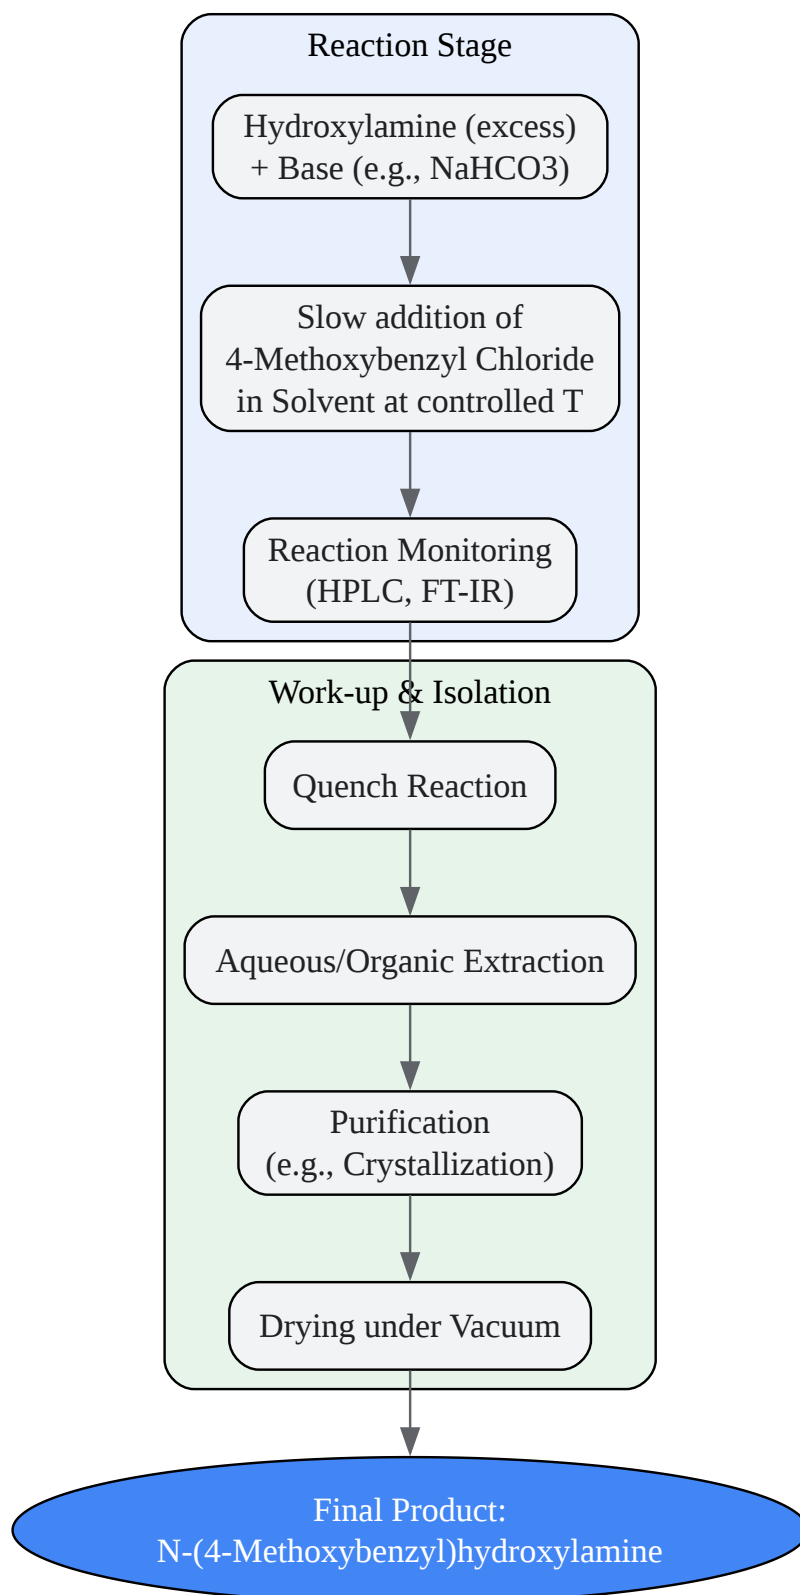 Reaction Stage
Hydroxylamine (excess)
+ Base (e.g., NaHCO3)
Slow addition of
4-Methoxybenzyl Chloride
in Solvent at controlled T
Reaction Monitoring
(HPLC, FT-IR)
Work-up & Isolation
Quench Reaction
Aqueous/Organic Extraction
Purification
(e.g., Crystallization)
Drying under Vacuum
Final Product:
N-(4-Methoxybenzyl)hydroxylamine